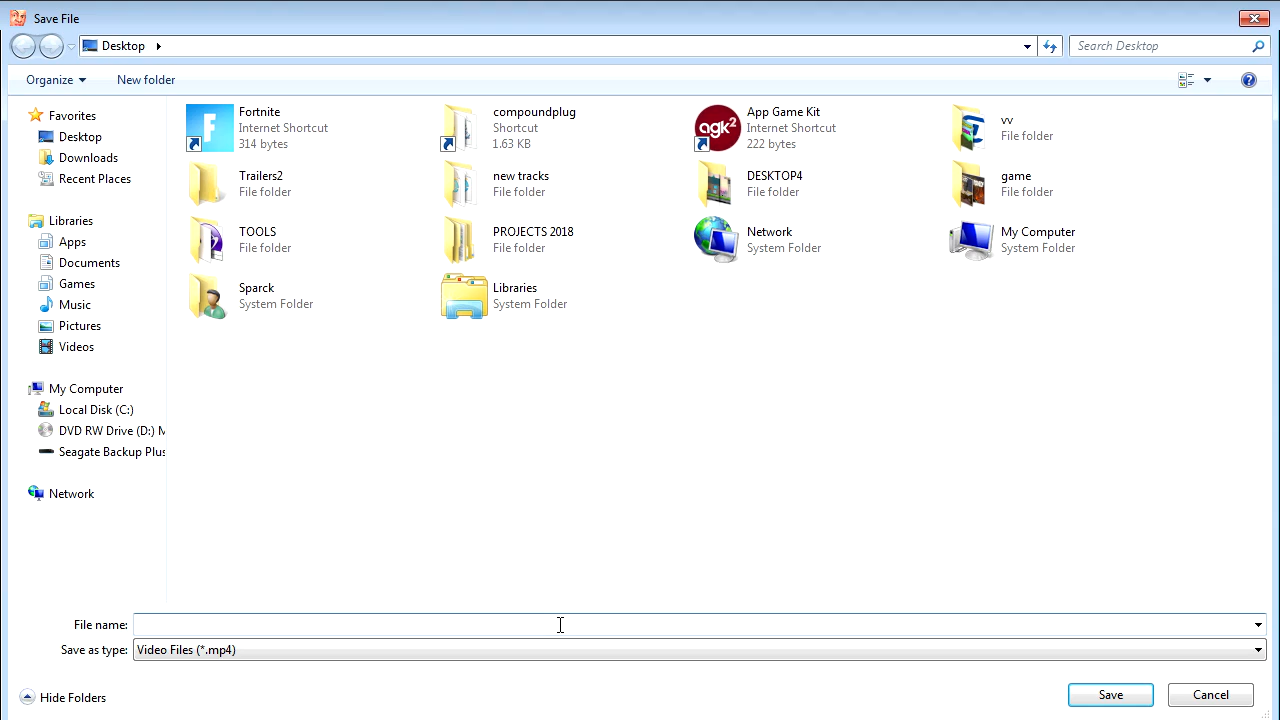 Save File
Desktop
Search Desktop
Organize
New folder
Favorites
Desktop
Downloads
Recent Places
Libraries
Apps
Documents
Games
Music
Pictures
Videos
My Computer
Local Disk (C:)
DVD RW Drive (D:) M
Seagate Backup Plus
Network
Fortnite
Internet Shortcut
314 bytes
compoundplug
Shortcut
1.63 KB
App Game Kit
Internet Shortcut
222 bytes
vv
File folder
Trailers2
File folder
new tracks
File folder
DESKTOP4
File folder
game
File folder
TOOLZ
File folder
PROJECTS 2018
File folder
Network
System Folder
My Computer
System Folder
Sparck
System Folder
Libraries
System Folder
F
agk2
File name:
Save as type:
Video Files (*.mp4)
Hide Folders
Save
Cancel